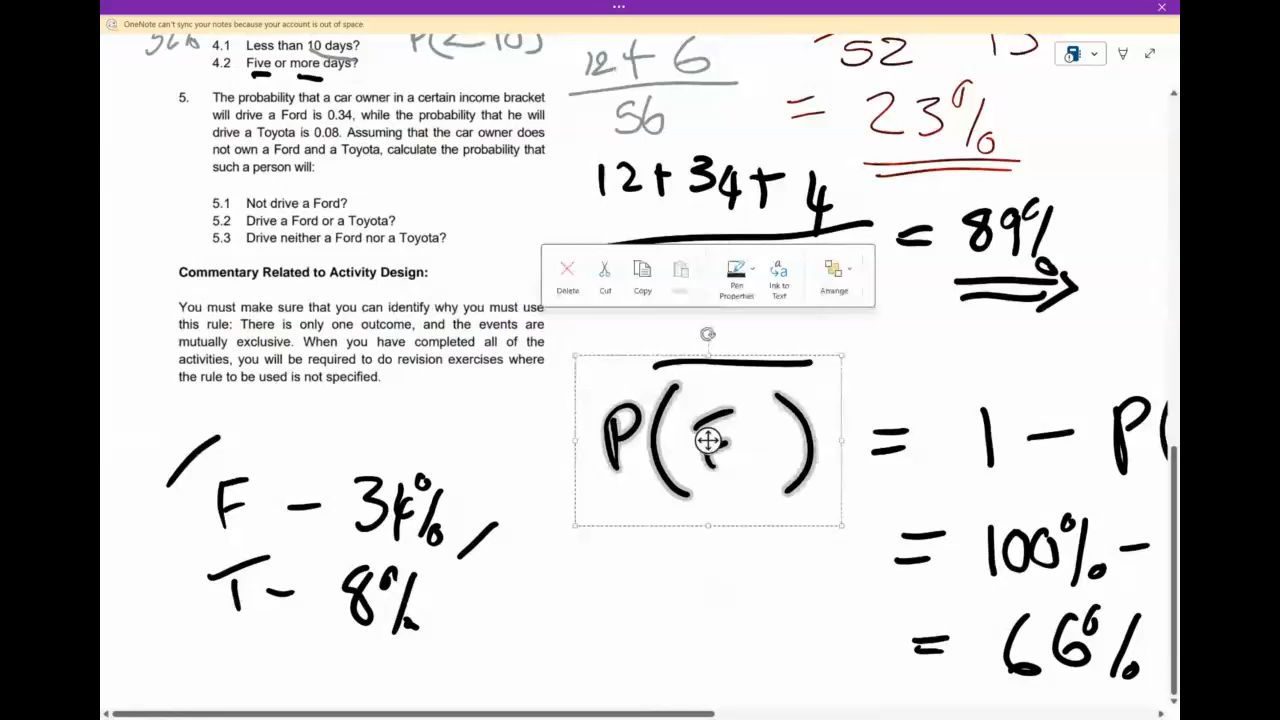 OneNote can't sync your notes because your account is out of space.
4.1 Less than 10 days?
4.2 Five or more days?
5. The probability that a car owner in a certain income bracket
will drive a Ford is 0.34, while the probability that he will
drive a Toyota is 0.08. Assuming that the car owner does
not own a Ford and a Toyota, calculate the probability that
such a person will:
5.1 Not drive a Ford?
5.2 Drive a Ford or a Toyota?
5.3 Drive neither a Ford nor a Toyota?
Commentary Related to Activity Design:
You must make sure that you can identify why you must use
this rule: There is only one outcome, and the events are
mutually exclusive. When you have completed all of the
activities, you will be required to do revision exercises where
the rule to be used is not specified.
F - 34%
T - 8%
12 + 6
56
52
= 23%
12 + 34 + 4
= 89%
Delete Cut Copy Pen Properties Ink to Text Arrange
P( F ) = 1 - P(
= 100% -
= 66%